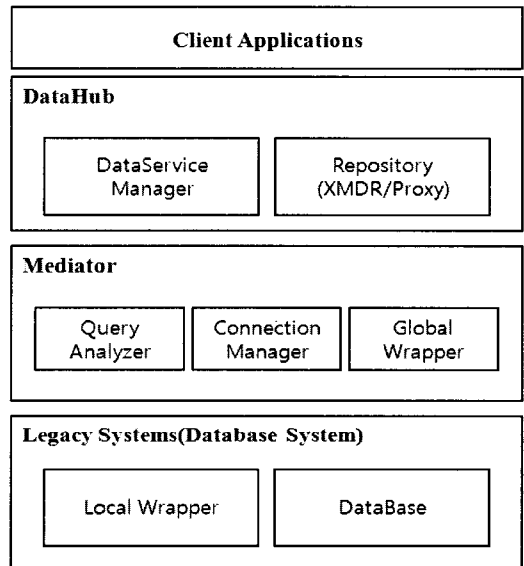 Client Applications
DataHub
DataService
Manager
Repository
(XMDR/Proxy)
Mediator
Query
Analyzer
Connection
Manager
Global
Wrapper
Legacy Systems(Database System)
Local Wrapper
DataBase